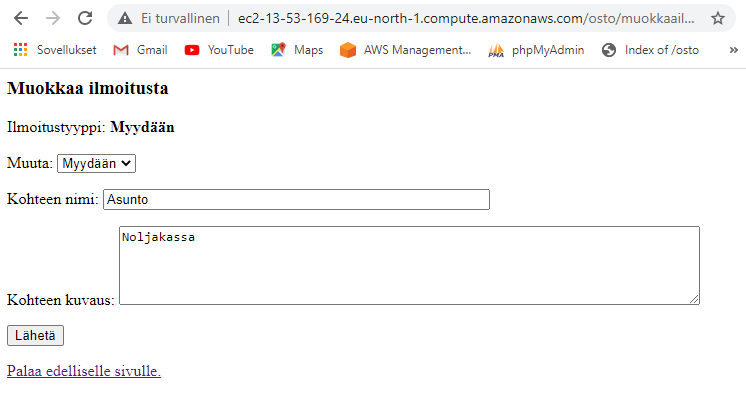 Ei turvallinen ec2-13-53-169-24.eu-north-1.compute.amazonaws.com/osto/muokkaail...
Sovellukset Gmail YouTube Maps AWS Management... phpMyAdmin Index of /osto »
Muokkaa ilmoitusta
Ilmoitustyyppi: Myydään
Muuta: Myydään
Kohteen nimi: Asunto
Noljakassa
Kohteen kuvaus:
Lähetä
Palaa edelliselle sivulle.